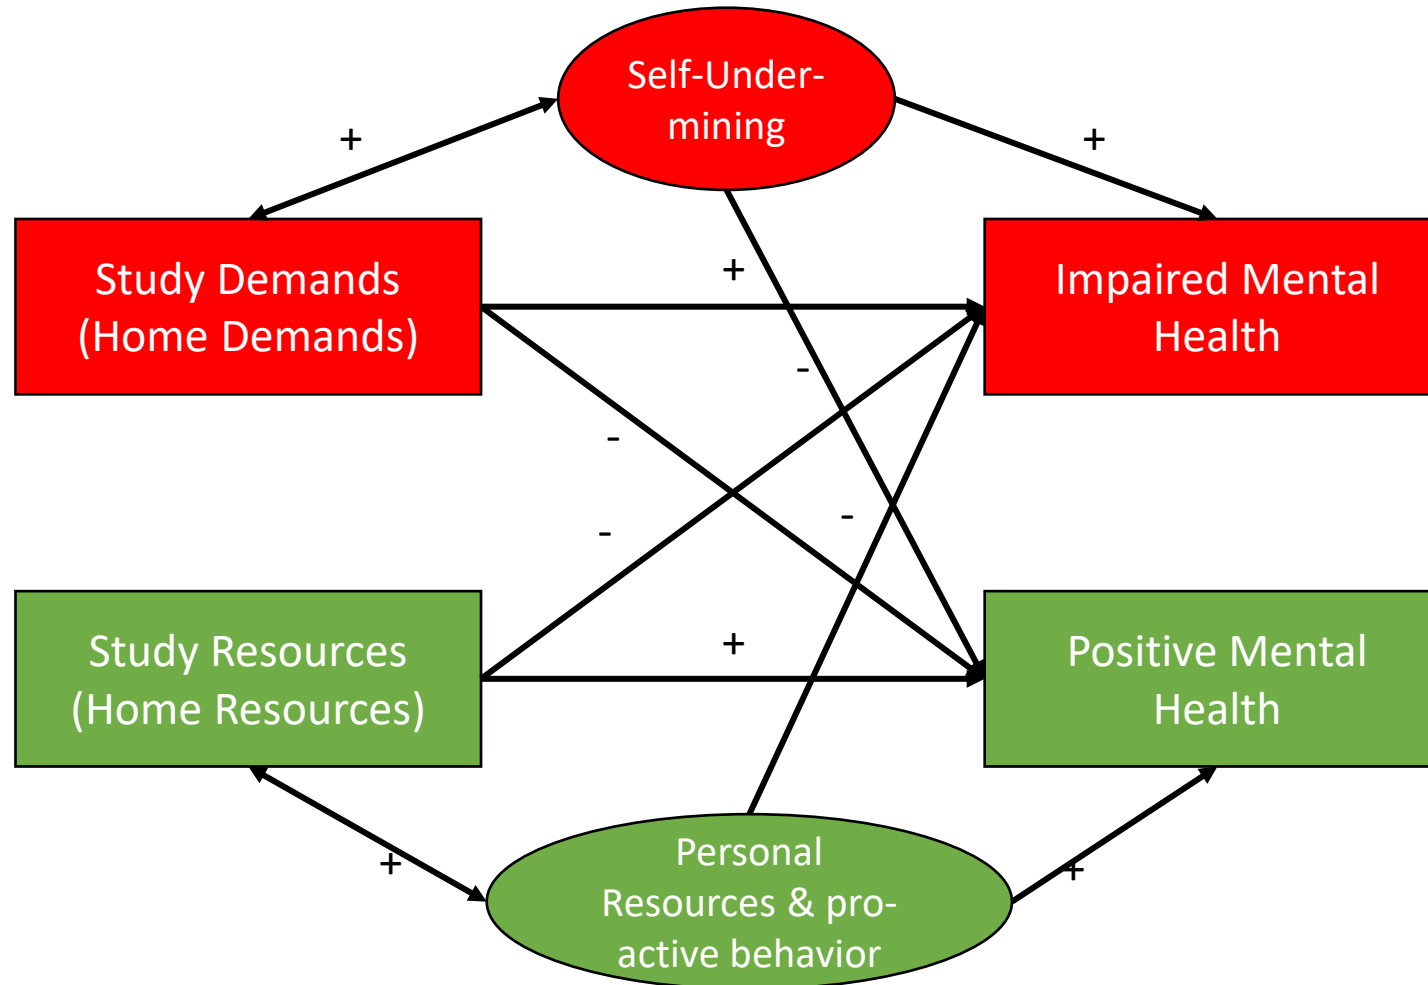 Self-Under-
mining
+
+
Study Demands
(Home Demands)
+
Impaired Mental
Health
-
-
-
-
Study Resources
(Home Resources)
+
Positive Mental
Health
+
+
Personal
Resources & pro-
active behavior